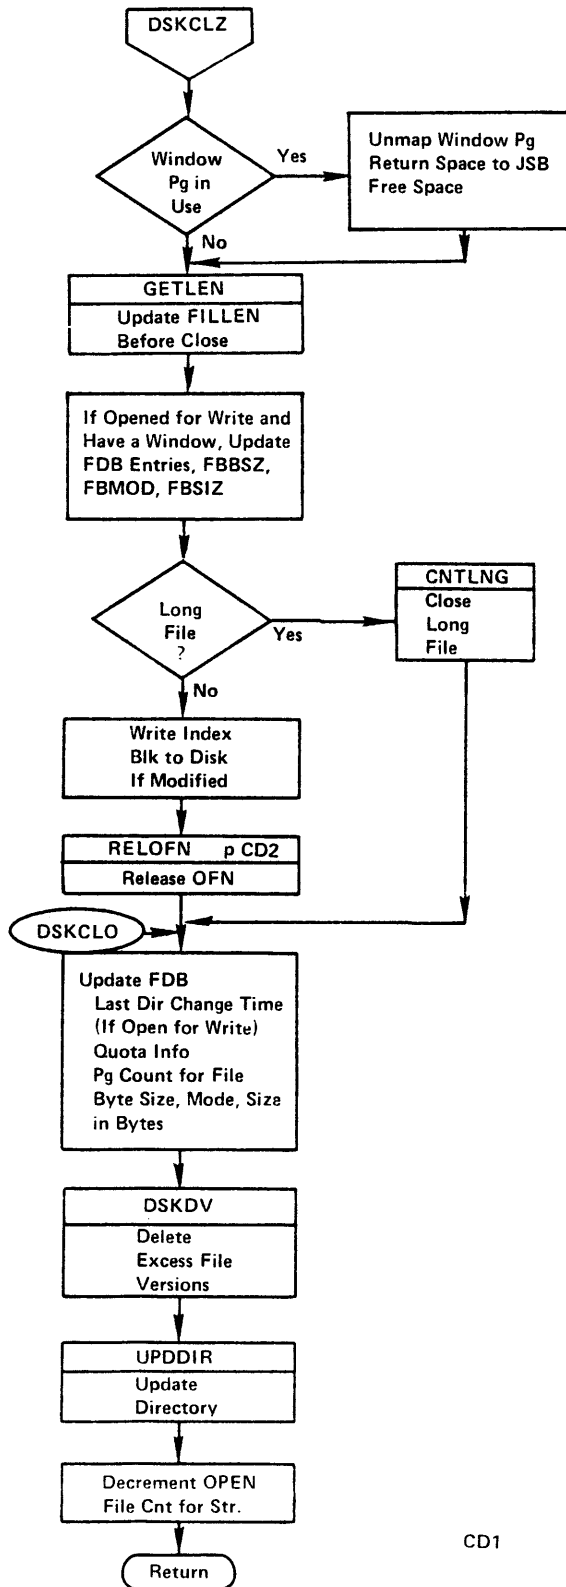 DSKCLZ
Window
Pg in
Use
Yes
No
Unmap Window Pg
Return Space to JSB
Free Space
GETLEN
Update FILLEN
Before Close
If Opened for Write and
Have a Window, Update
FDB Entries, FBBSZ,
FBMOD, FBSIZ
Long
File
?
Yes
No
CNTLNG
Close
Long
File
Write Index
Blk to Disk
If Modified
RELOFN p CD2
Release OFN
DSKCLO
Update FDB
Last Dir Change Time
(If Open for Write)
Quota Info
Pg Count for File
Byte Size, Mode, Size
in Bytes
DSKDV
Delete
Excess File
Versions
UPDDIR
Update
Directory
Decrement OPEN
File Cnt for Str.
Return
CD1